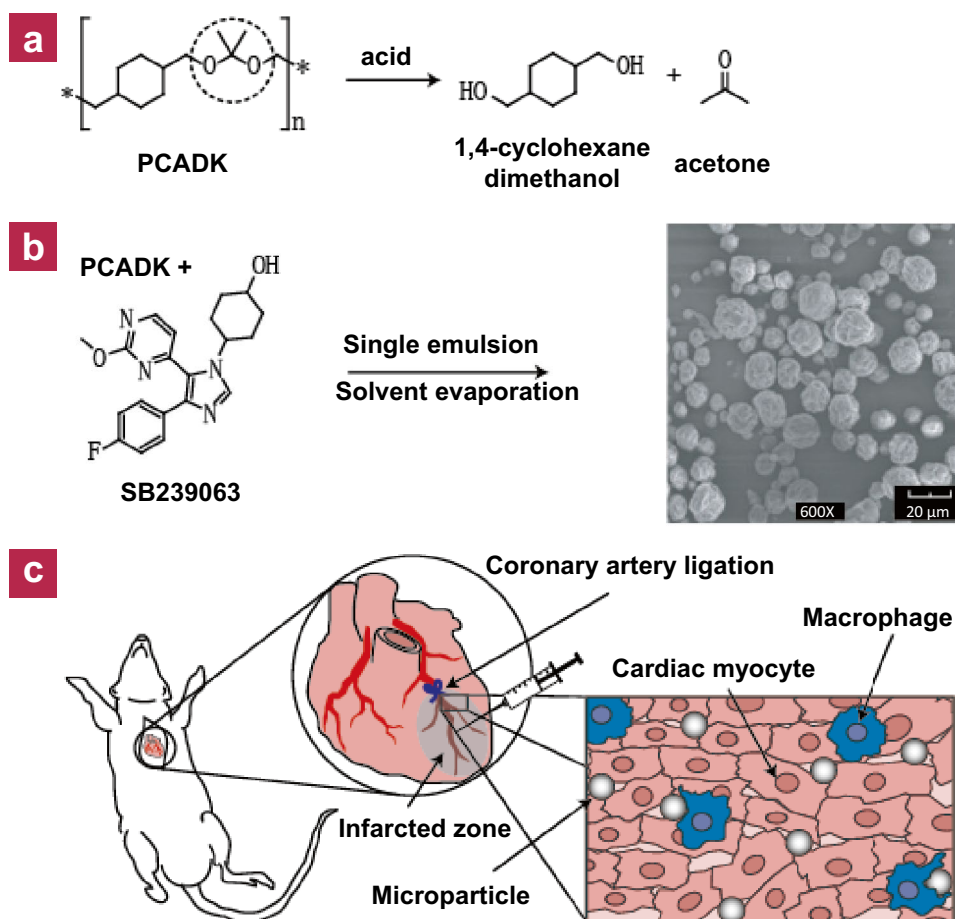 a
acid
O
O
*
*
n
OH
HO
+
O
PCADK
1,4-cyclohexane
dimethanol
acetone
b
PCADK +
OH
N
O
N
N
N
F
SB239063
Single emulsion
Solvent evaporation
600X
20 µm
c
Coronary artery ligation
Macrophage
Cardiac myocyte
Infarcted zone
Microparticle